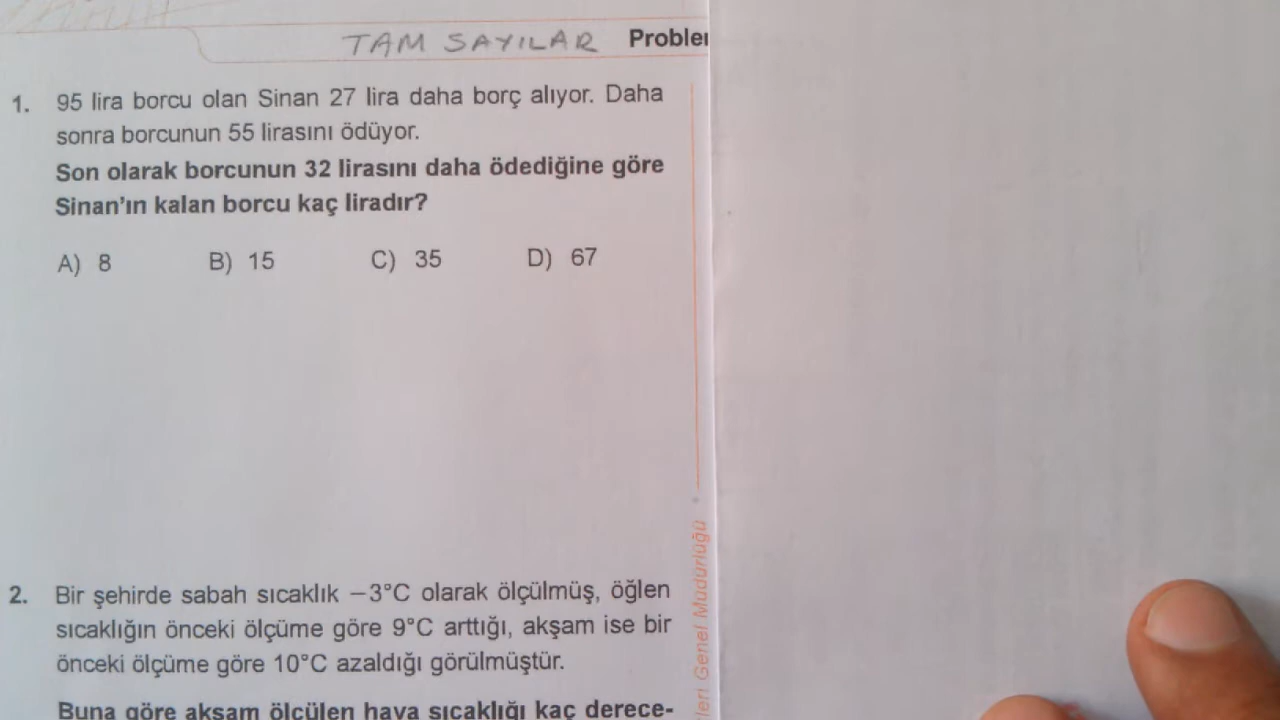 TAM SAYILAR Probler
1. 95 lira borcu olan Sinan 27 lira daha borç alıyor. Daha
sonra borcunun 55 lirasını ödüyor.
Son olarak borcunun 32 lirasını daha ödediğine göre
Sinan'ın kalan borcu kaç liradır?
A) 8 B) 15 C) 35 D) 67
2. Bir şehirde sabah sıcaklık −3°C olarak ölçülmüş, öğlen
sıcaklığın önceki ölçüme göre 9°C arttığı, akşam ise bir
önceki ölçüme göre 10°C azaldığı görülmüştür.
Buna göre akşam ölçülen hava sıcaklığı kaç derece-
leri Genel Müdürlüğü